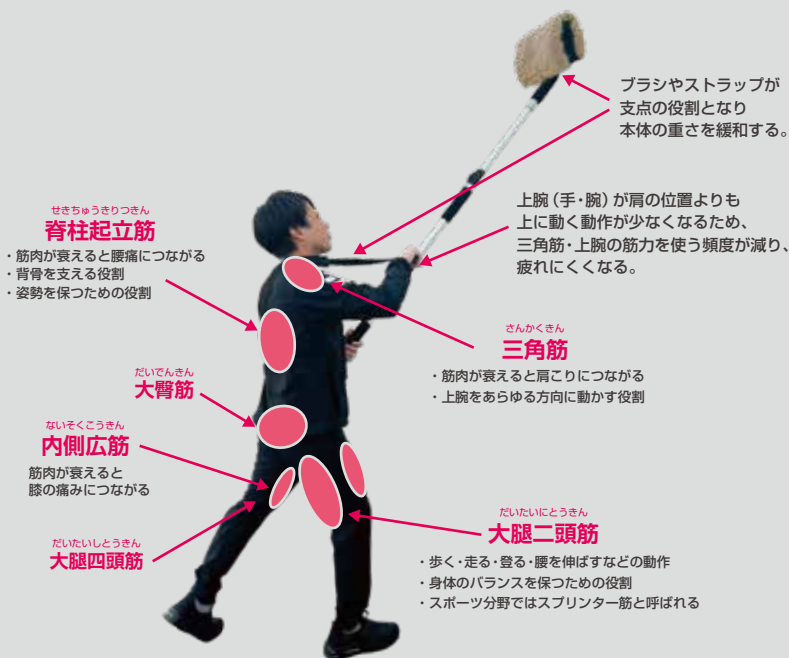 ブラシやストラップが
支点の役割となり
本体の重さを緩和する。
上腕（手・腕）が肩の位置よりも
上に動く動作が少なくなるため、
三角筋・上腕の筋力を使う頻度が減り、
疲れにくくなる。
せきちゅうきりつきん
脊柱起立筋
・筋肉が衰えると腰痛につながる
・背骨を支える役割
・姿勢を保つための役割
さんかくきん
三角筋
・筋肉が衰えると肩こりにつながる
・上腕をあらゆる方向に動かす役割
だいでんきん
大臀筋
ないそくこうきん
内側広筋
筋肉が衰えると
膝の痛みにつながる
だいたいしとうきん
大腿四頭筋
だいたいにとうきん
大腿二頭筋
・歩く・走る・登る・腰を伸ばすなどの動作
・身体のバランスを保つための役割
・スポーツ分野ではスプリンター筋と呼ばれる